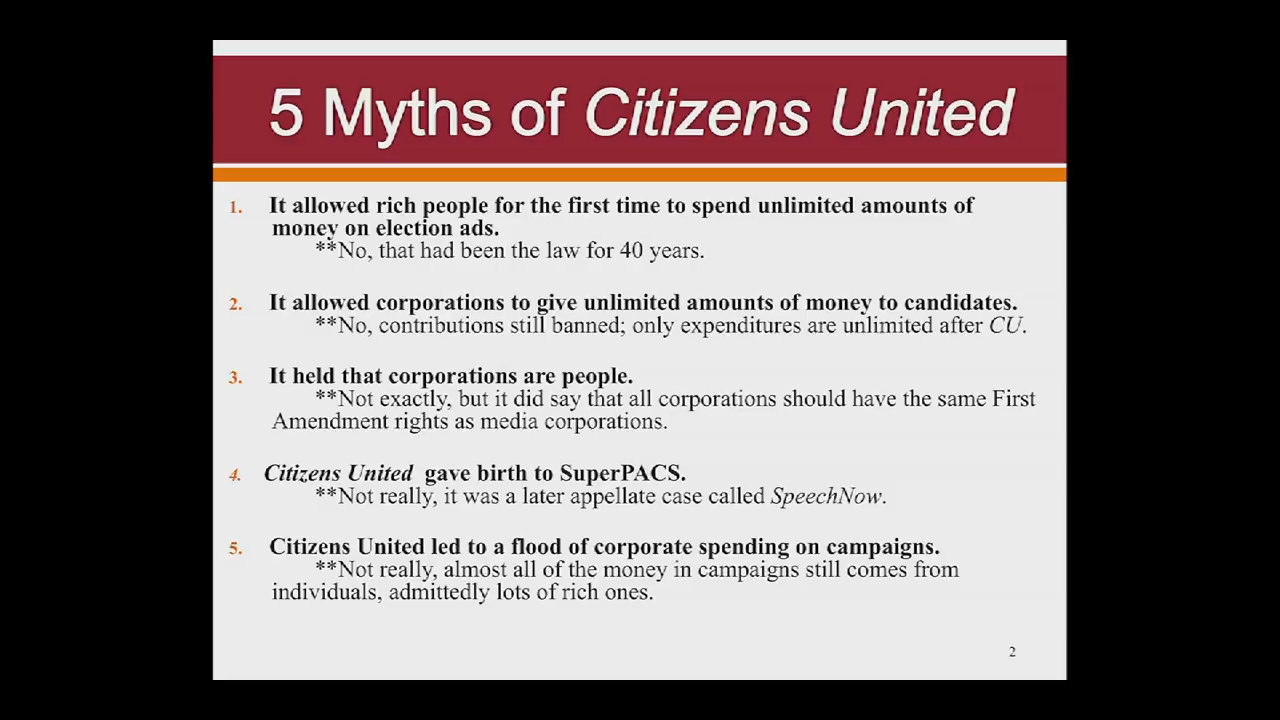 5 Myths of Citizens United
1. It allowed rich people for the first time to spend unlimited amounts of
money on election ads.
**No, that had been the law for 40 years.
2. It allowed corporations to give unlimited amounts of money to candidates.
**No, contributions still banned; only expenditures are unlimited after CU.
3. It held that corporations are people.
**Not exactly, but it did say that all corporations should have the same First
Amendment rights as media corporations.
4. Citizens United gave birth to SuperPACS.
**Not really, it was a later appellate case called SpeechNow.
5. Citizens United led to a flood of corporate spending on campaigns.
**Not really, almost all of the money in campaigns still comes from
individuals, admittedly lots of rich ones.
2